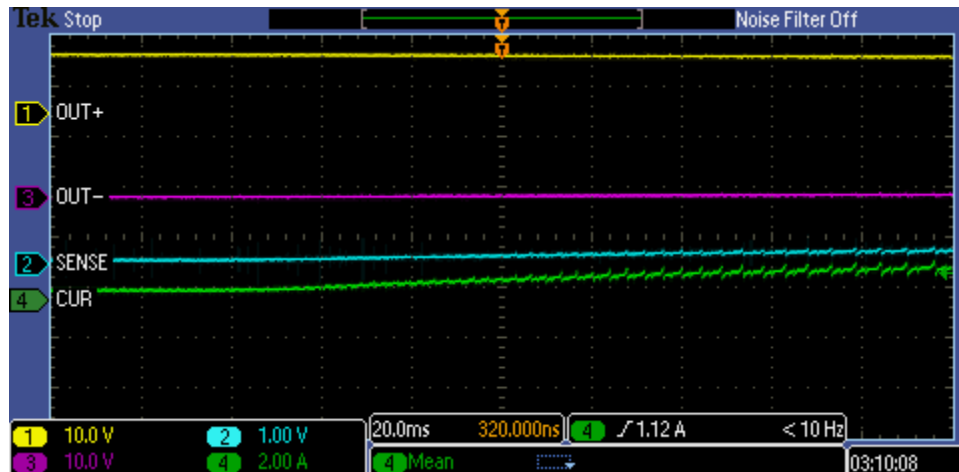 Tek Stop Noise Filter Off
T
T
1 OUT+
3 OUT-
2 SENSE
4 CUR
1 10.0 V 2 1.00 V 20.0ms 320.000ns 4 1.12 A < 10 Hz
3 10.0 V 4 2.00 A 4 Mean 03:10:08